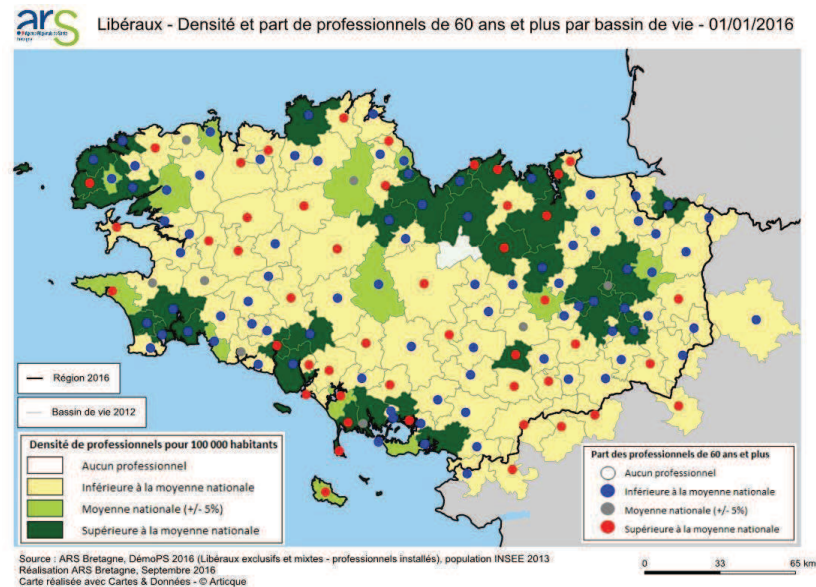 ars
Libéraux - Densité et part de professionnels de 60 ans et plus par bassin de vie - 01/01/2016
Région 2016
Bassin de vie 2012
Densité de professionnels pour 100 000 habitants
Aucun professionnel
Inférieure à la moyenne nationale
Moyenne nationale (+/- 5%)
Supérieure à la moyenne nationale
Part des professionnels de 60 ans et plus
Aucun professionnel
Inférieure à la moyenne nationale
Moyenne nationale (+/- 5%)
Supérieure à la moyenne nationale
Source : ARS Bretagne, DémoPS 2016 (Libéraux exclusifs et mixtes - professionnels installés), population INSEE 2013
Réalisation ARS Bretagne, Septembre 2016
Carte réalisée avec Cartes & Données - © Articque
0 33 65 km